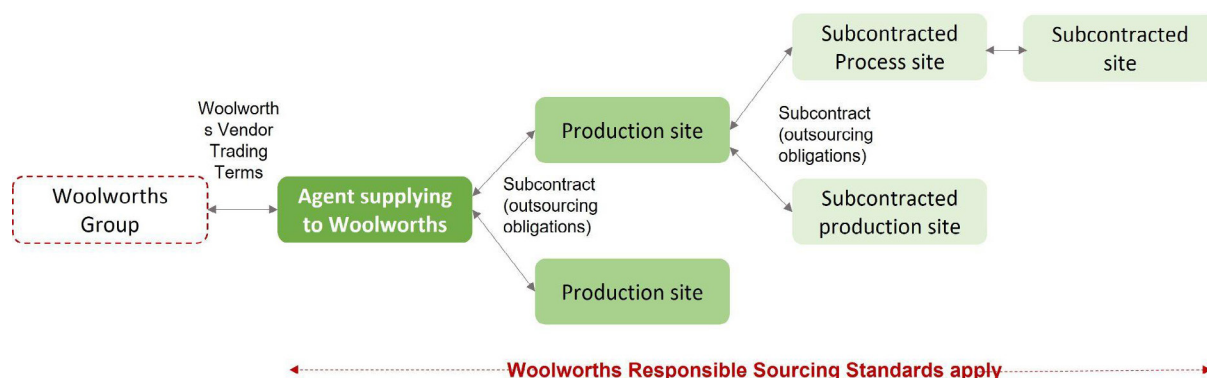 Woolworth
s Vendor
Trading
Terms
Woolworths
Group
Agent supplying
to Woolworths
Production site
Subcontract
(outsourcing
obligations)
Production site
Subcontracted
Process site
Subcontracted
site
Subcontract
(outsourcing
obligations)
Subcontracted
production site
Woolworths Responsible Sourcing Standards apply